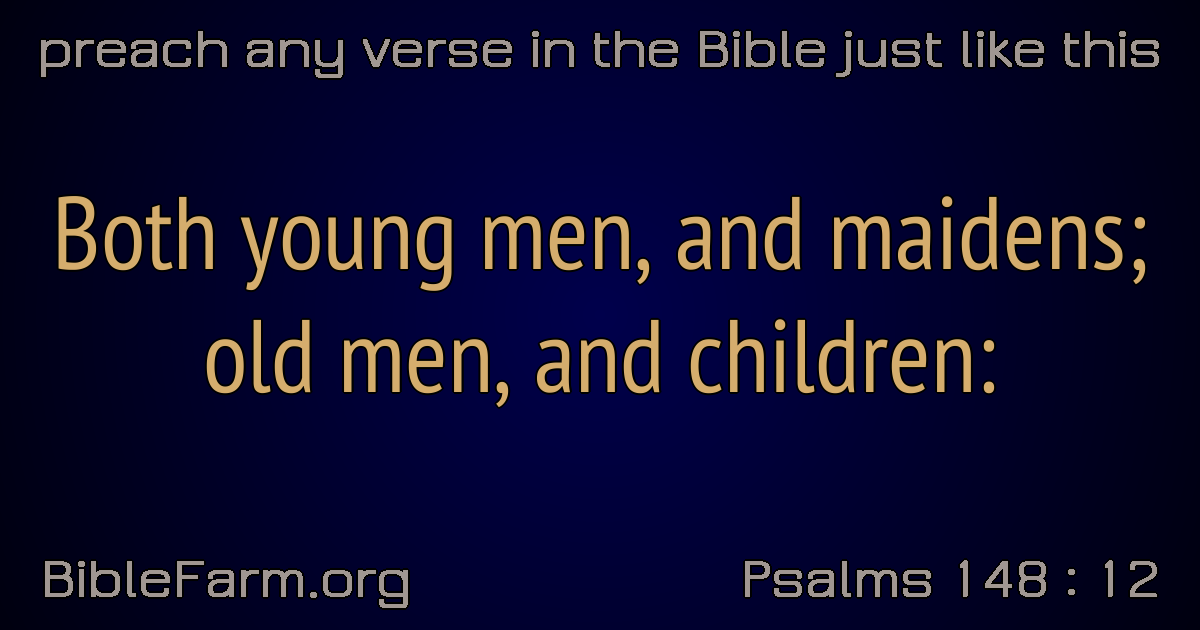 preach any verse in the Bible just like this
Both young men, and maidens;
old men, and children:
BibleFarm.org
Psalms 148 : 12